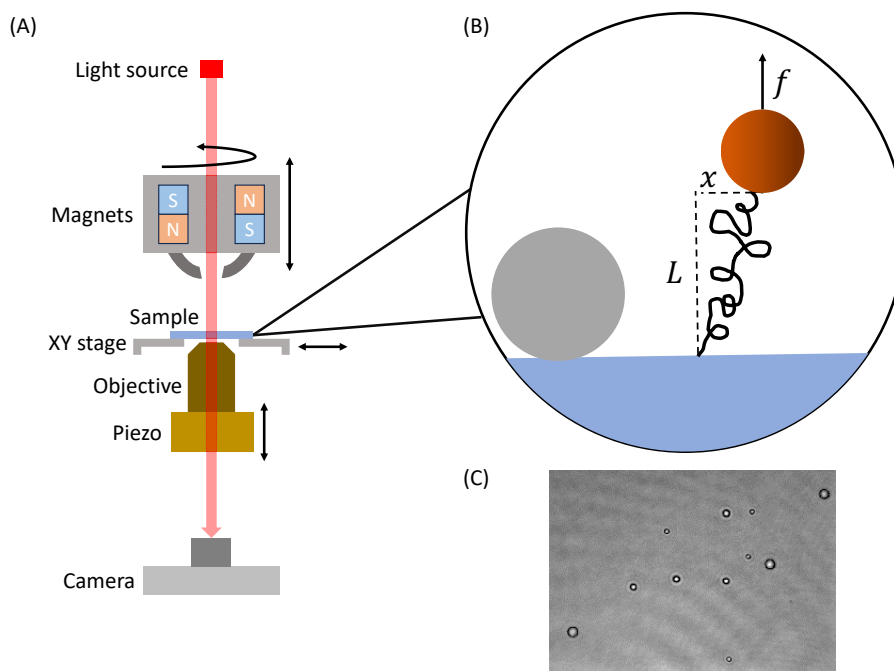 (A)
Light source
Magnets
S
N
N
S
Sample
XY stage
Objective
Piezo
Camera
(B)
f
x
L
(C)